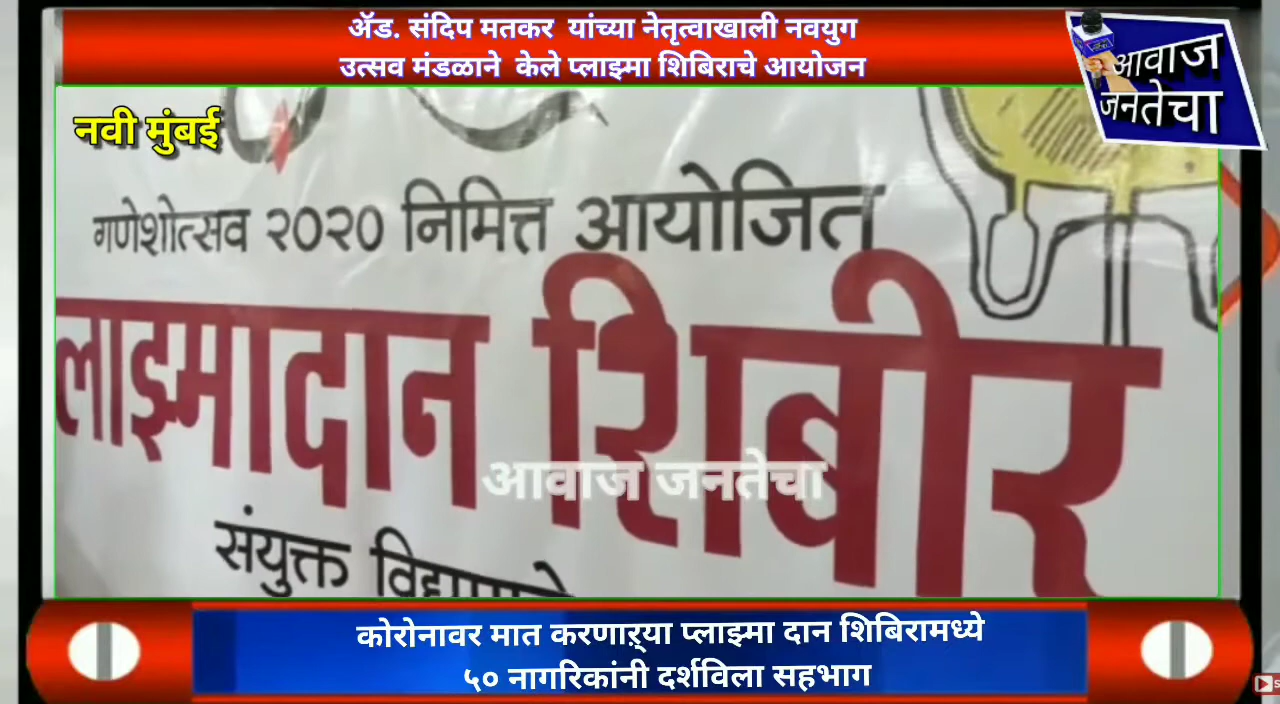 ॲड. संदिप मतकर यांच्या नेतृत्वाखाली नवयुग
उत्सव मंडळाने केले प्लाझ्मा शिबिराचे आयोजन
आवाज
जनतेचा
नवी मुंबई
गणेशोत्सव २०२० निमित्त आयोजित
लाझ्मादान शिबीर
आवाज जनतेचा
संयुक्त
कोरोनावर मात करणाऱ्या प्लाझ्मा दान शिबिरामध्ये
५० नागरिकांनी दर्शविला सहभाग